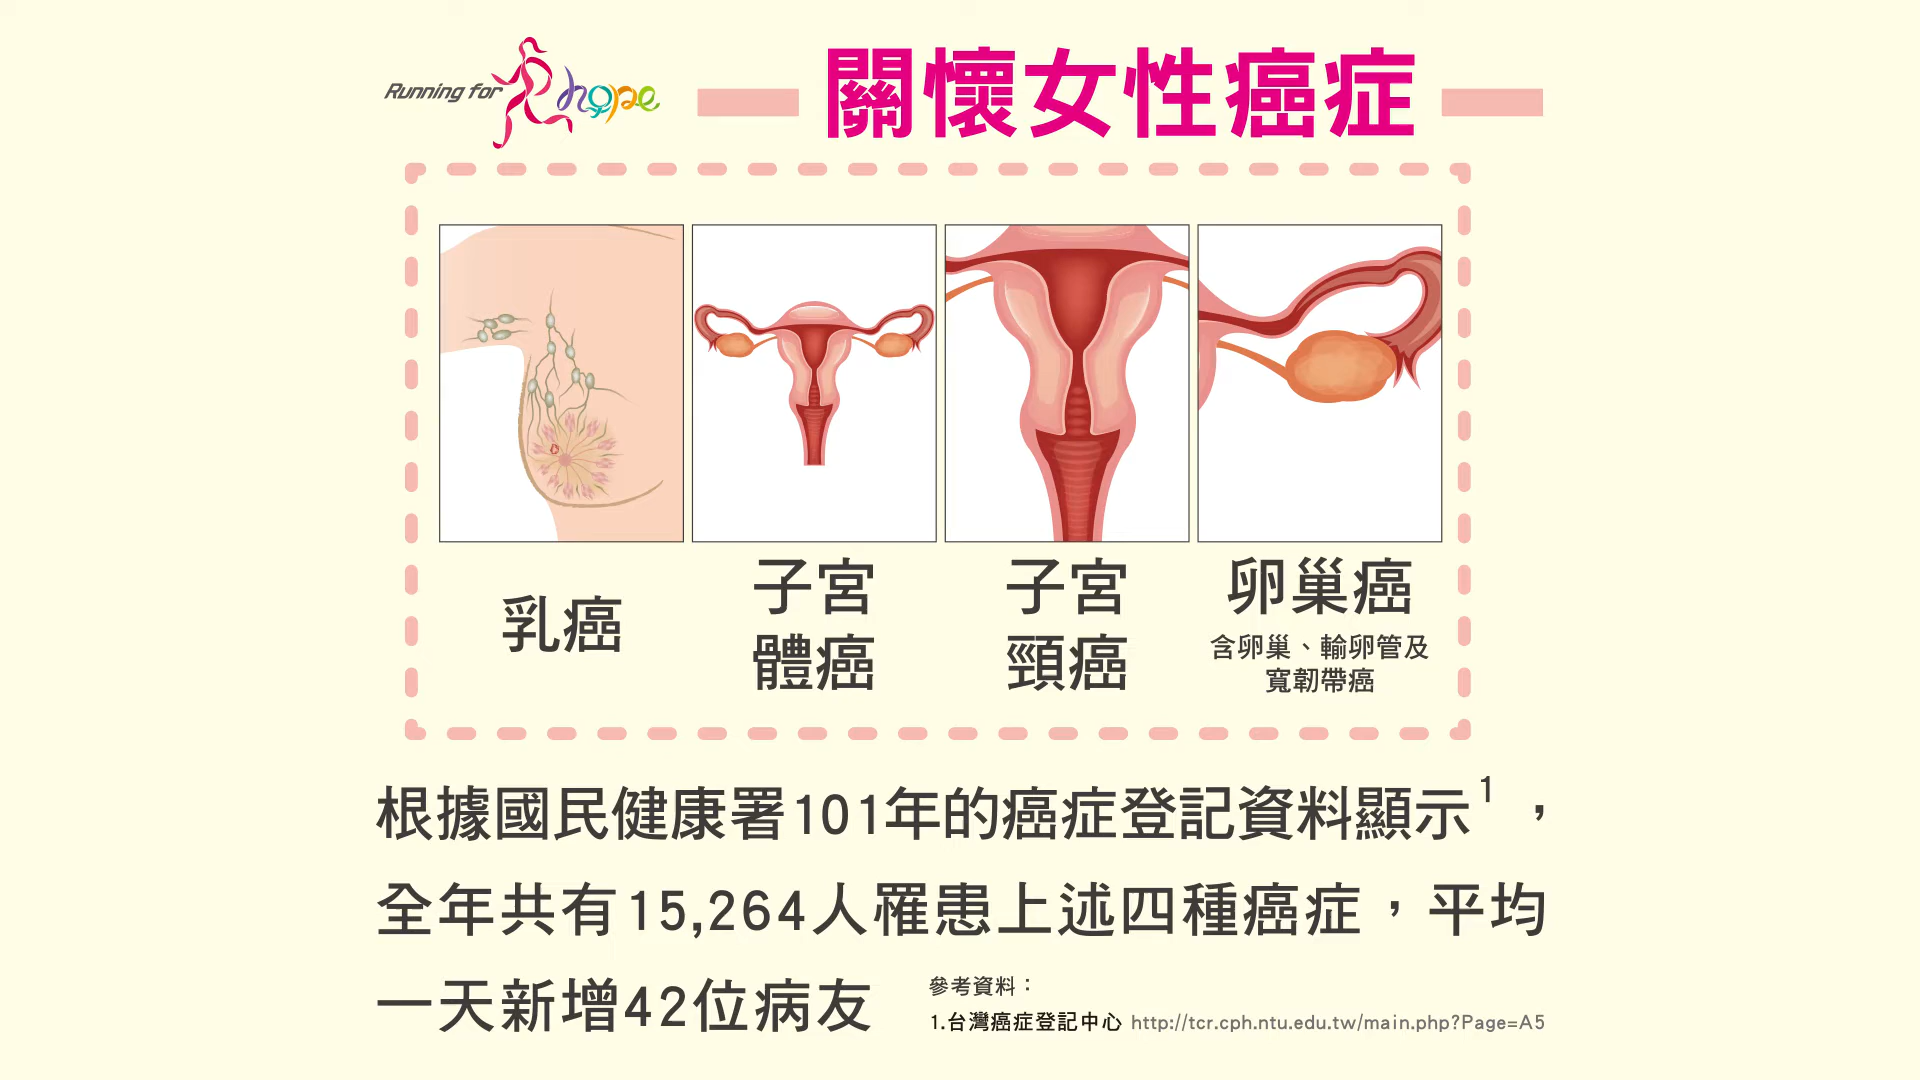 Running for hope
關懷女性癌症
乳癌
子宮
體癌
子宮
頸癌
卵巢癌
含卵巢、輸卵管及
寬韌帶癌
根據國民健康署101年的癌症登記資料顯示1，
全年共有15,264人罹患上述四種癌症，平均
一天新增42位病友
參考資料：
1.台灣癌症登記中心 http://tcr.cph.ntu.edu.tw/main.php?Page=A5